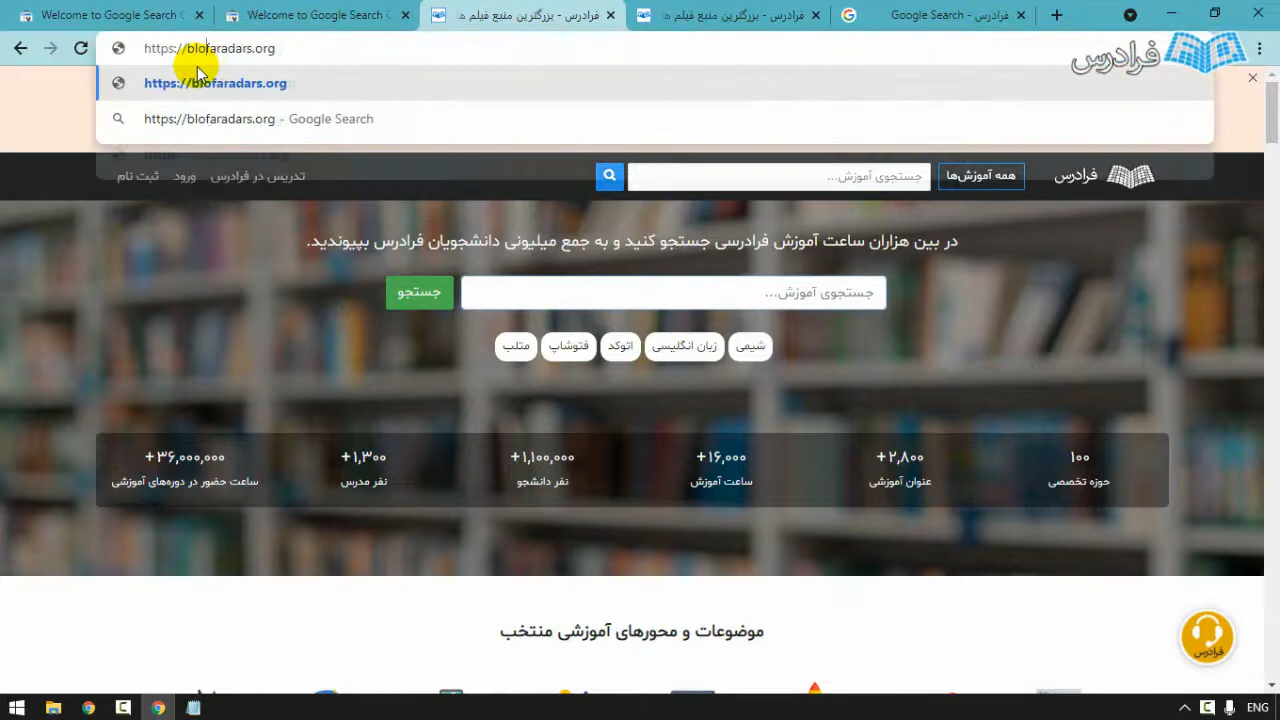 Welcome to Google Search C
Welcome to Google Search C
فرادرس - بزرگترین منبع فیلم ها
فرادرس - بزرگترین منبع فیلم ها
Google Search - فرادرس
https://blofaradars.org
فرادرس
https://blofaradars.org
https://blofaradars.org - Google Search
فرادرس
همه آموزش‌ها
جستجوی آموزش...
تدریس در فرادرس
ورود
ثبت نام
در بین هزاران ساعت آموزش فرادرسی جستجو کنید و به جمع میلیونی دانشجویان فرادرس بپیوندید.
جستجوی آموزش...
جستجو
شیمی
زبان انگلیسی
اتوکد
فتوشاپ
متلب
۱۰۰
۲,۸۰۰+
۱۶,۰۰۰+
۱,۱۰۰,۰۰۰+
۱,۳۰۰+
۳۶,۰۰۰,۰۰۰+
حوزه تخصصی
عنوان آموزشی
ساعت آموزش
نفر دانشجو
نفر مدرس
ساعت حضور در دوره‌های آموزشی
موضوعات و محورهای آموزشی منتخب
فرادرس
ENG